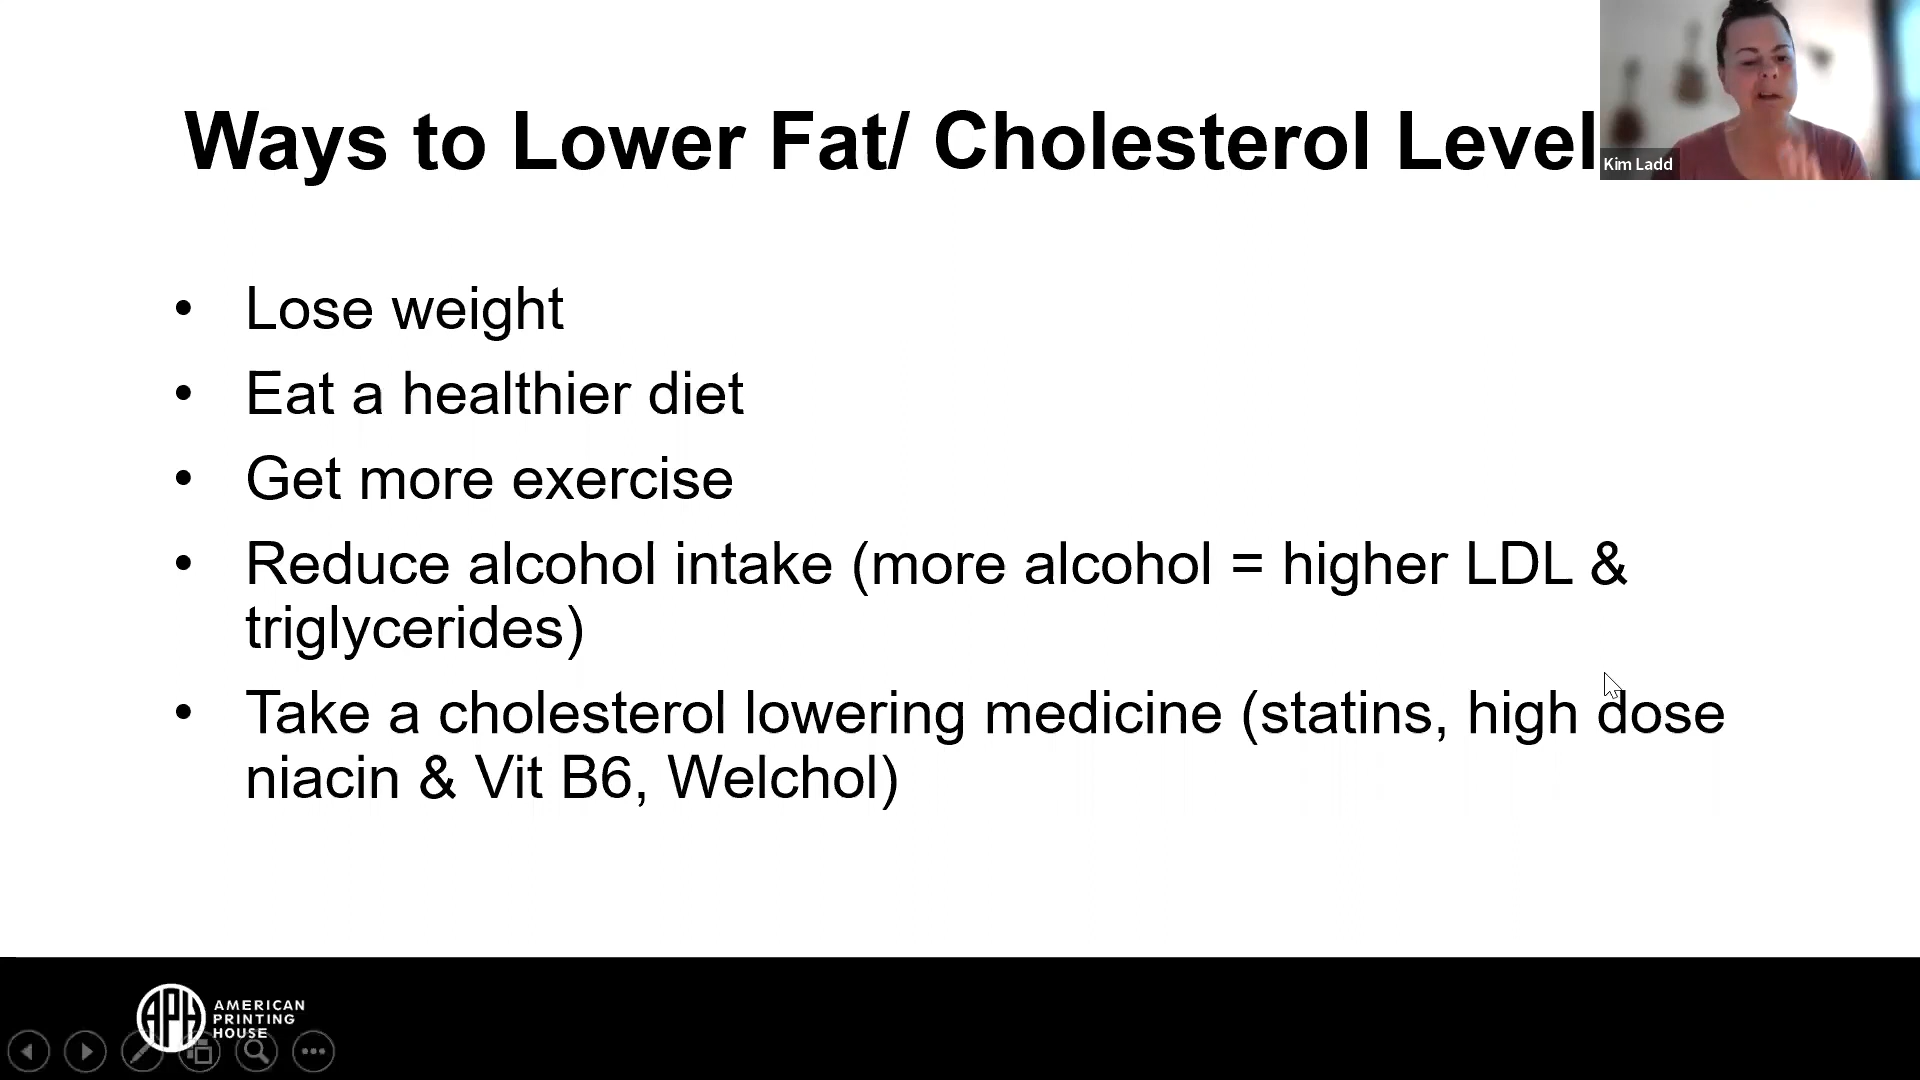 Ways to Lower Fat/ Cholesterol Level
Kim Ladd
• Lose weight
• Eat a healthier diet
• Get more exercise
• Reduce alcohol intake (more alcohol = higher LDL &
triglycerides)
• Take a cholesterol lowering medicine (statins, high dose
niacin & Vit B6, Welchol)
APH
AMERICAN
PRINTING
HOUSE